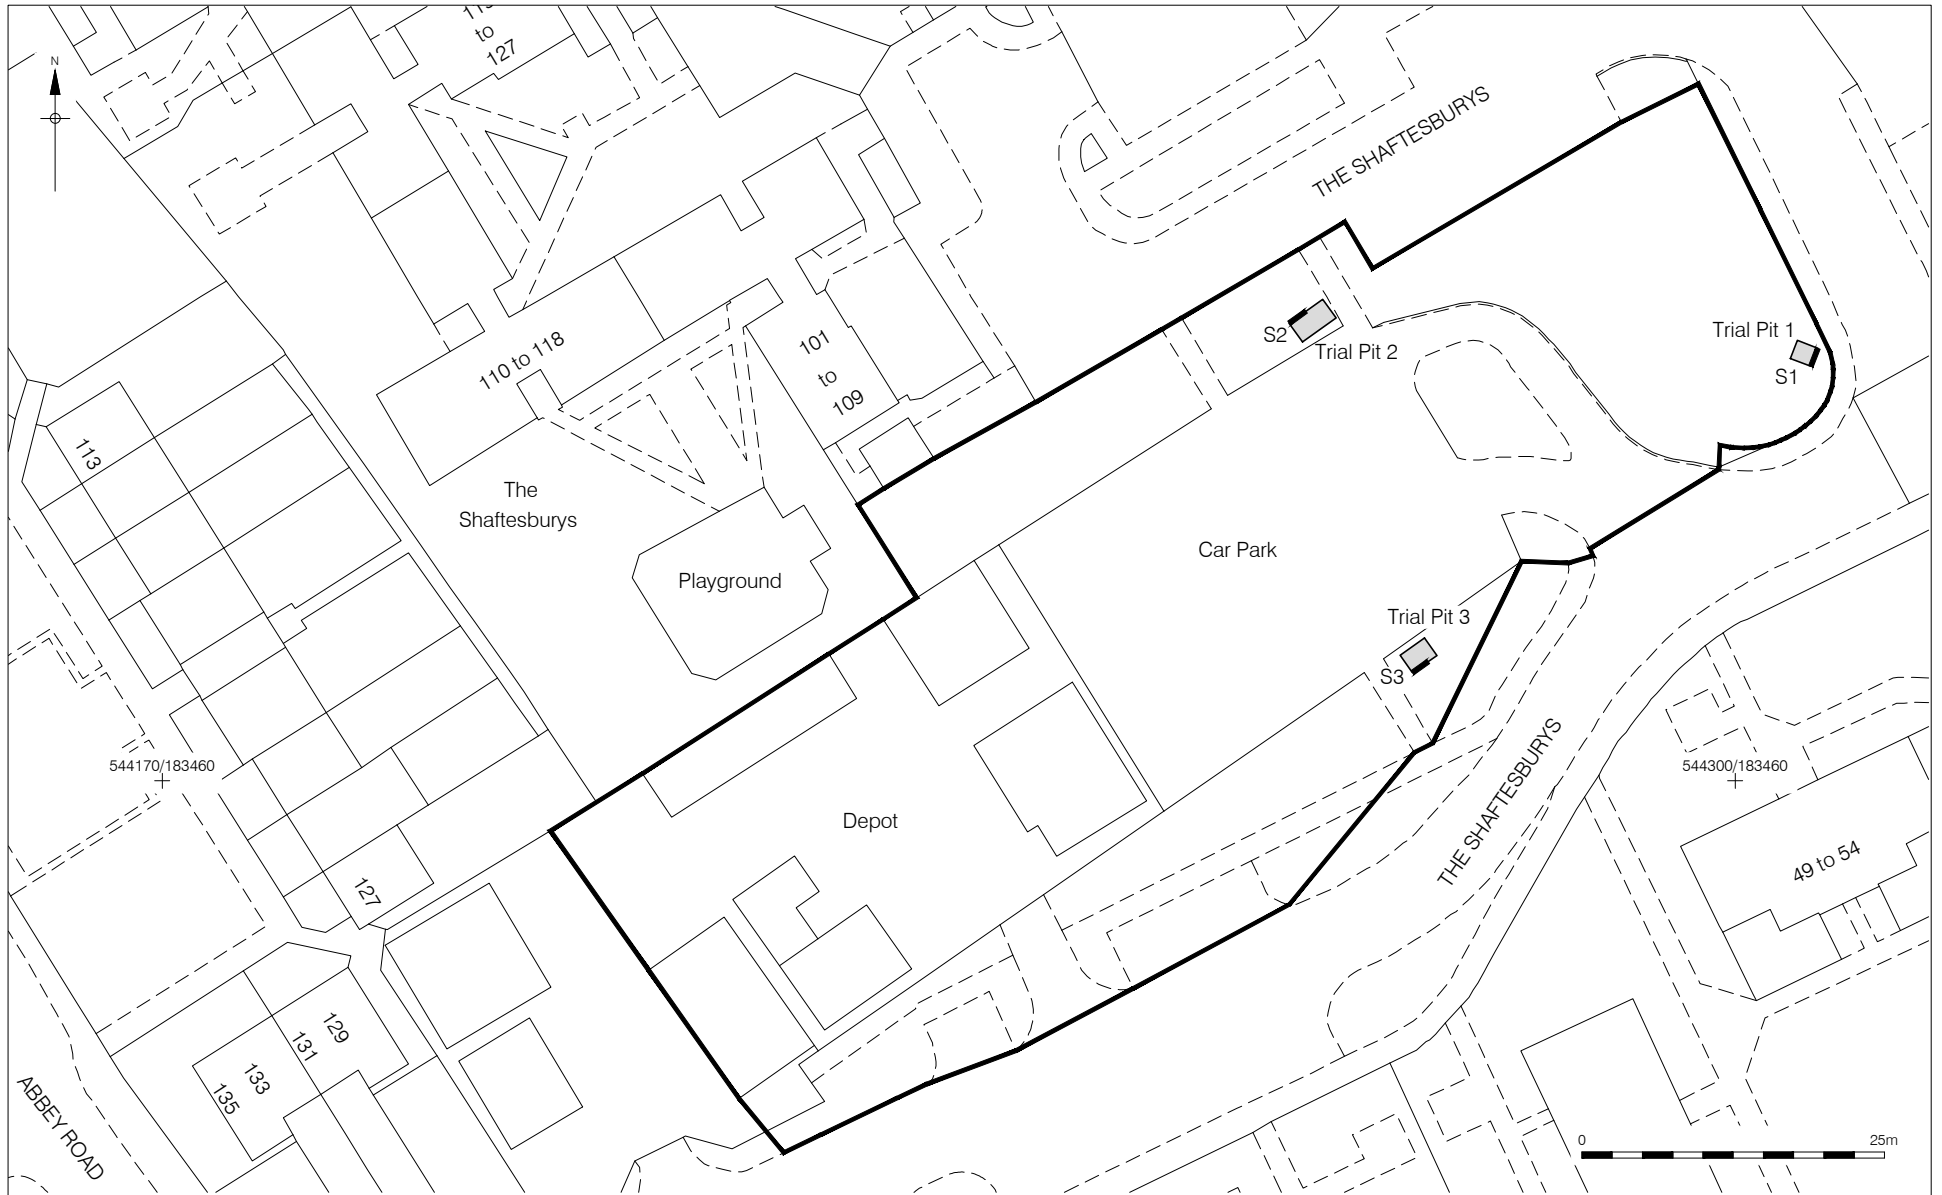 to
127
N
THE SHAFTESBURYS
Trial Pit 1
S1
S2
Trial Pit 2
110 to 118
101
to
109
113
The
Shaftesburys
Playground
Car Park
Trial Pit 3
S3
544170/183460
544300/183460
THE SHAFTESBURYS
Depot
49 to 54
127
129
131
133
135
ABBEY ROAD
0 25m